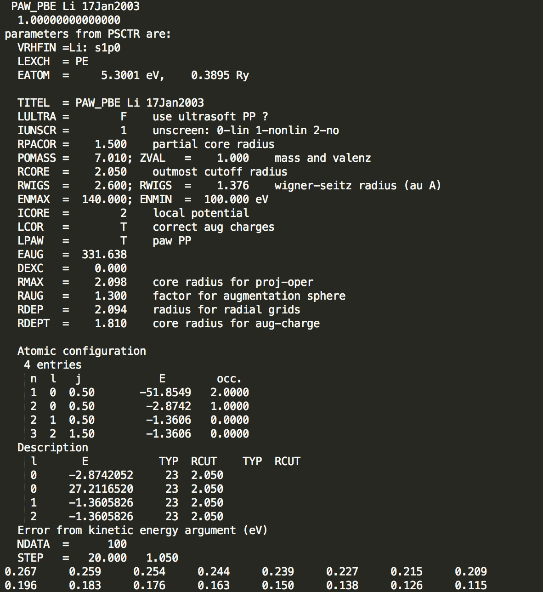 PAW_PBE Li 17Jan2003
1.00000000000000
parameters from PSCTR are:
VRHFIN =Li: s1p0
LEXCH = PE
EATOM = 5.3001 eV, 0.3895 Ry
TITEL = PAW_PBE Li 17Jan2003
LULTRA = F use ultrasoft PP ?
IUNSCR = 1 unscreen: 0-lin 1-nonlin 2-no
RPACOR = 1.500 partial core radius
POMASS = 7.010; ZVAL = 1.000 mass and valenz
RCORE = 2.050 outmost cutoff radius
RWIGS = 2.600; RWIGS = 1.376 wigner-seitz radius (au A)
ENMAX = 140.000; ENMIN = 100.000 eV
ICORE = 2 local potential
LCOR = T correct aug charges
LPAW = T paw PP
EAUG = 331.638
DEXC = 0.000
RMAX = 2.098 core radius for proj-oper
RAUG = 1.300 factor for augmentation sphere
RDEP = 2.094 radius for radial grids
RDEPT = 1.810 core radius for aug-charge
Atomic configuration
4 entries
n l j E occ.
1 0 0.50 -51.8549 2.0000
2 0 0.50 -2.8742 1.0000
2 1 0.50 -1.3606 0.0000
3 2 1.50 -1.3606 0.0000
Description
l E TYP RCUT TYP RCUT
0 -2.8742052 23 2.050
0 27.2116520 23 2.050
1 -1.3605826 23 2.050
2 -1.3605826 23 2.050
Error from kinetic energy argument (eV)
NDATA = 100
STEP = 20.000 1.050
0.267 0.259 0.254 0.244 0.239 0.227 0.215 0.209
0.196 0.183 0.176 0.163 0.150 0.138 0.126 0.115